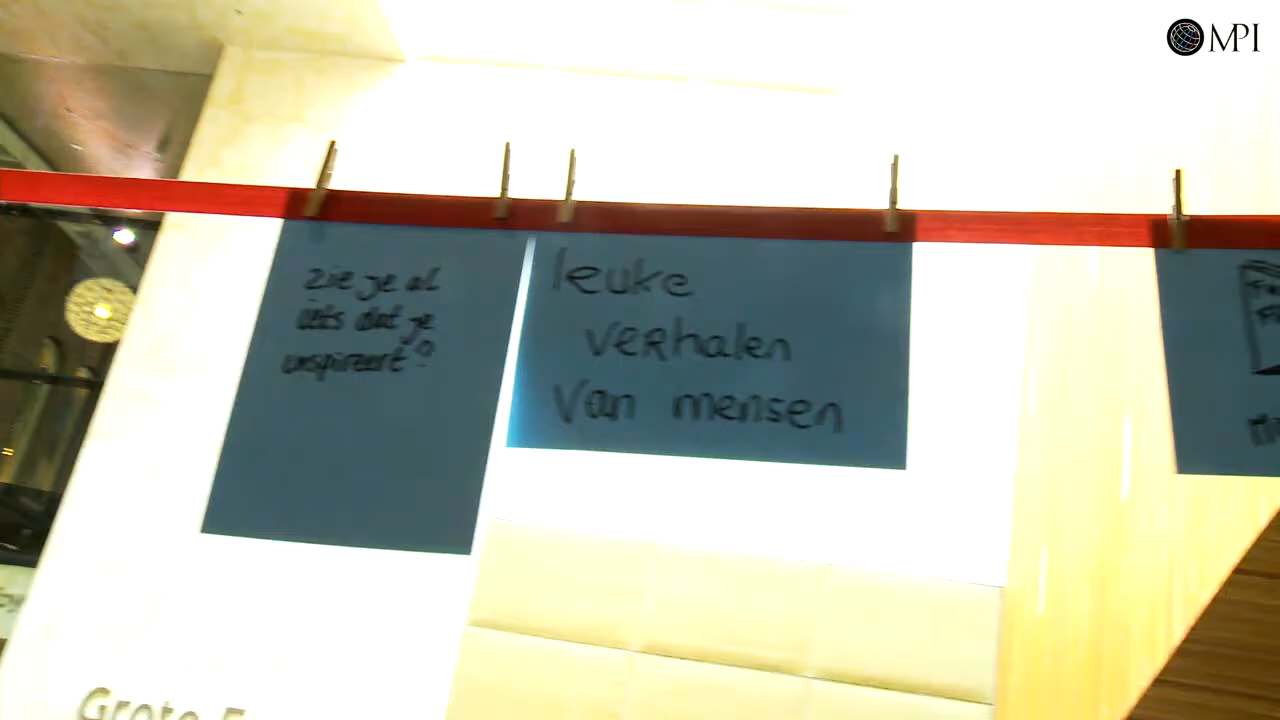 MPI
zie je al
iets dat je
inspireert?
leuke
verhalen
van mensen
Grote